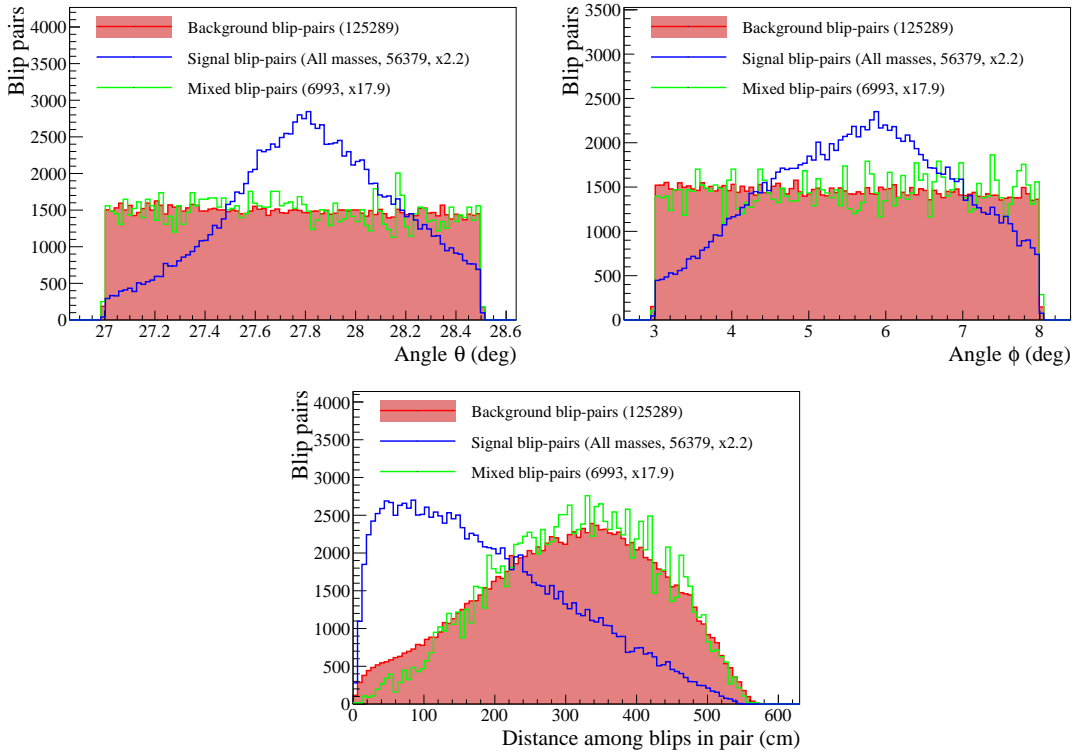 Blip pairs
4000
3500
3000
2500
2000
1500
1000
500
0
Background blip-pairs (125289)
Signal blip-pairs (All masses, 56379, x2.2)
Mixed blip-pairs (6993, x17.9)
27 27.2 27.4 27.6 27.8 28 28.2 28.4 28.6
Angle θ (deg)
Blip pairs
3500
3000
2500
2000
1500
1000
500
0
Background blip-pairs (125289)
Signal blip-pairs (All masses, 56379, x2.2)
Mixed blip-pairs (6993, x17.9)
3 4 5 6 7 8
Angle ϕ (deg)
Blip pairs
4000
3500
3000
2500
2000
1500
1000
500
0
Background blip-pairs (125289)
Signal blip-pairs (All masses, 56379, x2.2)
Mixed blip-pairs (6993, x17.9)
0 100 200 300 400 500 600
Distance among blips in pair (cm)